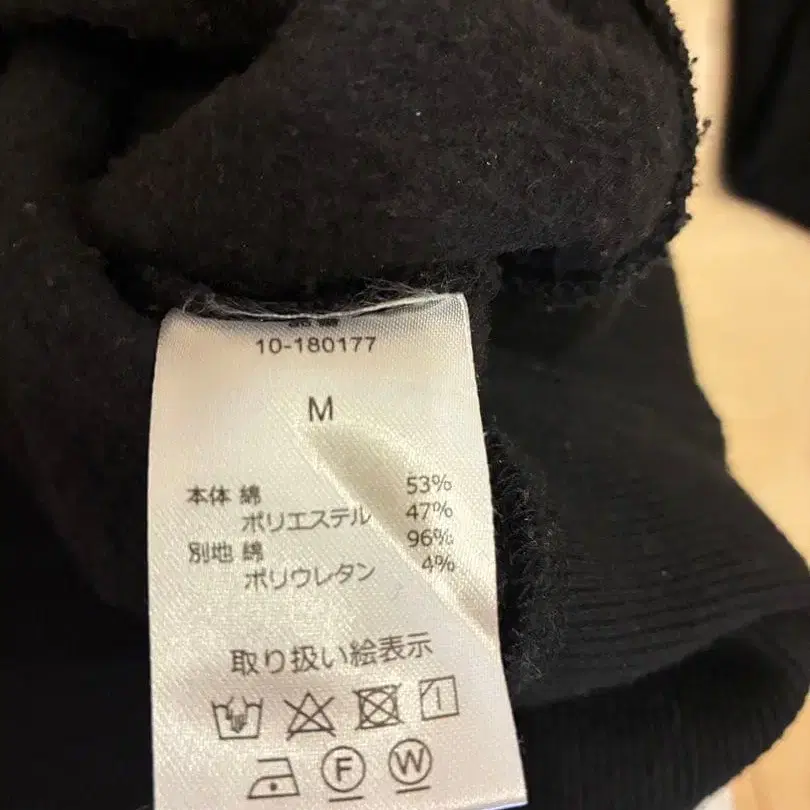 10-180177
M
本体 綿 53%
ポリエステル 47%
別地 綿 96%
ポリウレタン 4%
取り扱い絵表示
F W